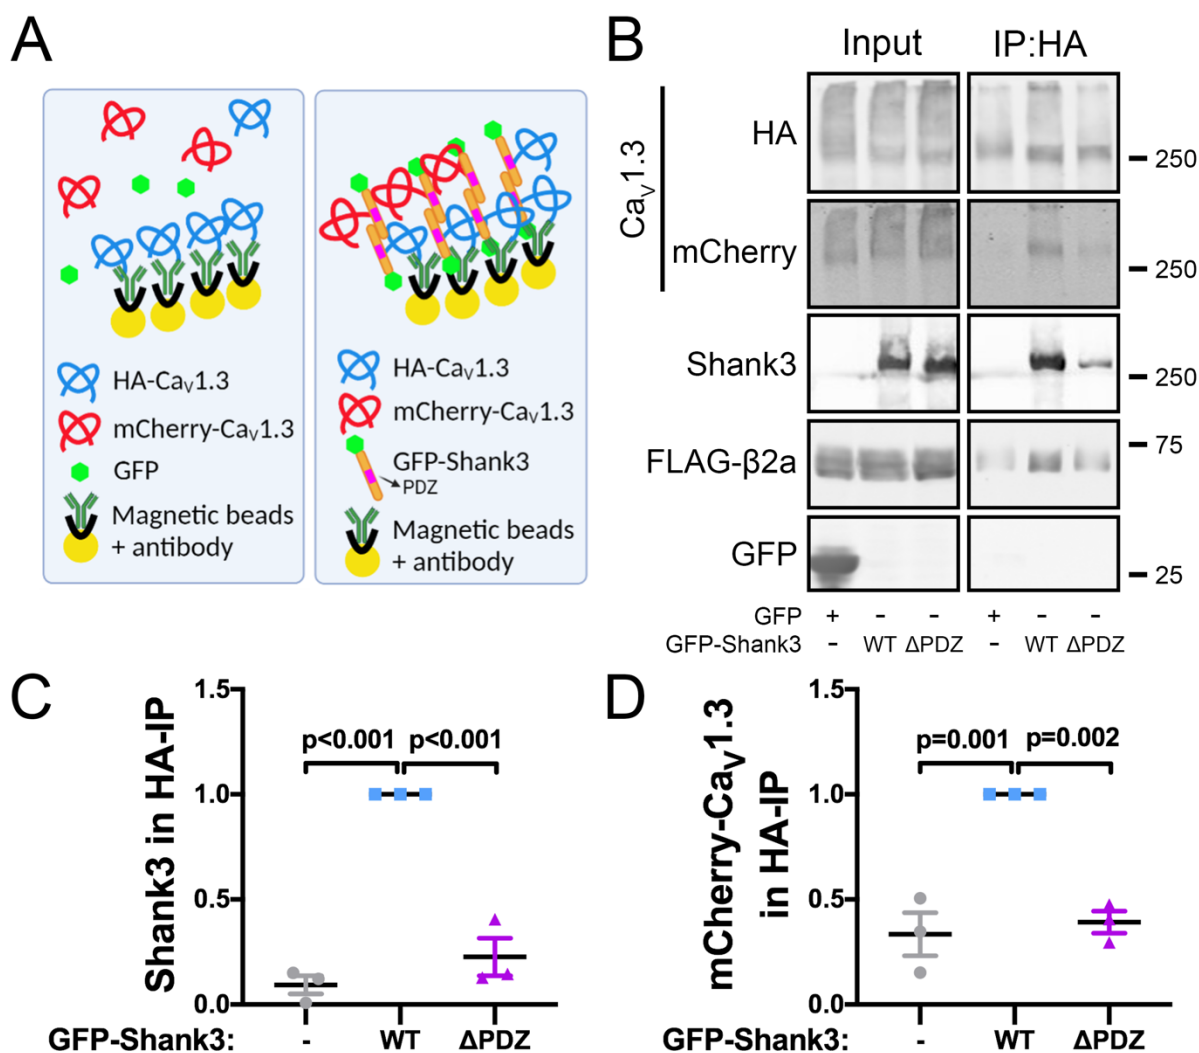 A
HA-CaV1.3
mCherry-CaV1.3
GFP
Magnetic beads
+ antibody
HA-CaV1.3
mCherry-CaV1.3
GFP-Shank3
PDZ
Magnetic beads
+ antibody
B
Input IP:HA
CaV1.3
HA
250
mCherry
250
Shank3
250
FLAG-β2a
75
GFP
25
GFP + - - + - -
GFP-Shank3 - WT ΔPDZ - WT ΔPDZ
C
Shank3 in HA-IP
1.5
1.0
0.5
0.0
p<0.001 p<0.001
GFP-Shank3: - WT ΔPDZ
D
mCherry-CaV1.3
in HA-IP
1.5
1.0
0.5
0.0
p=0.001 p=0.002
GFP-Shank3: - WT ΔPDZ